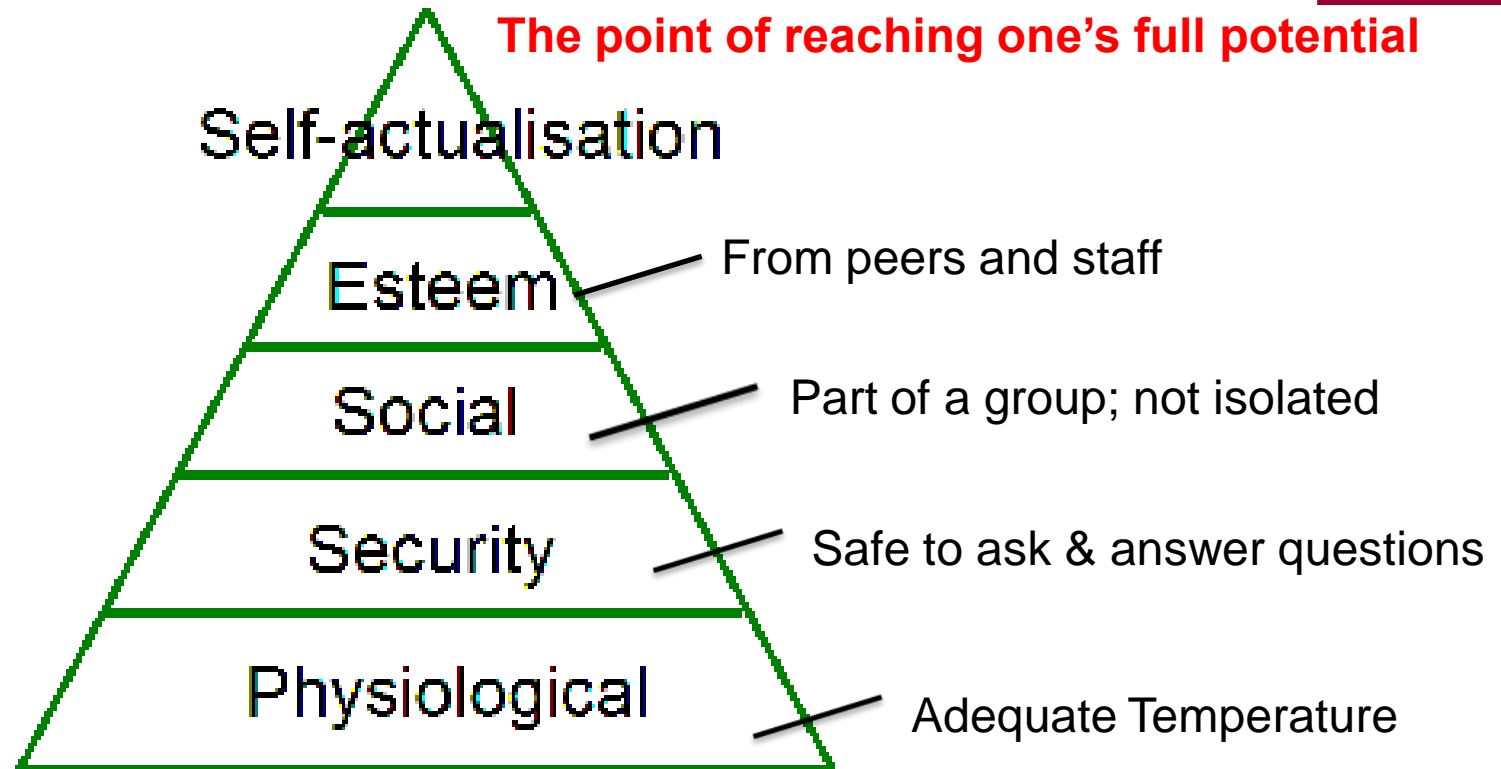 The point of reaching one's full potential
Self-actualisation
Esteem
From peers and staff
Social
Part of a group; not isolated
Security
Safe to ask & answer questions
Physiological
Adequate Temperature